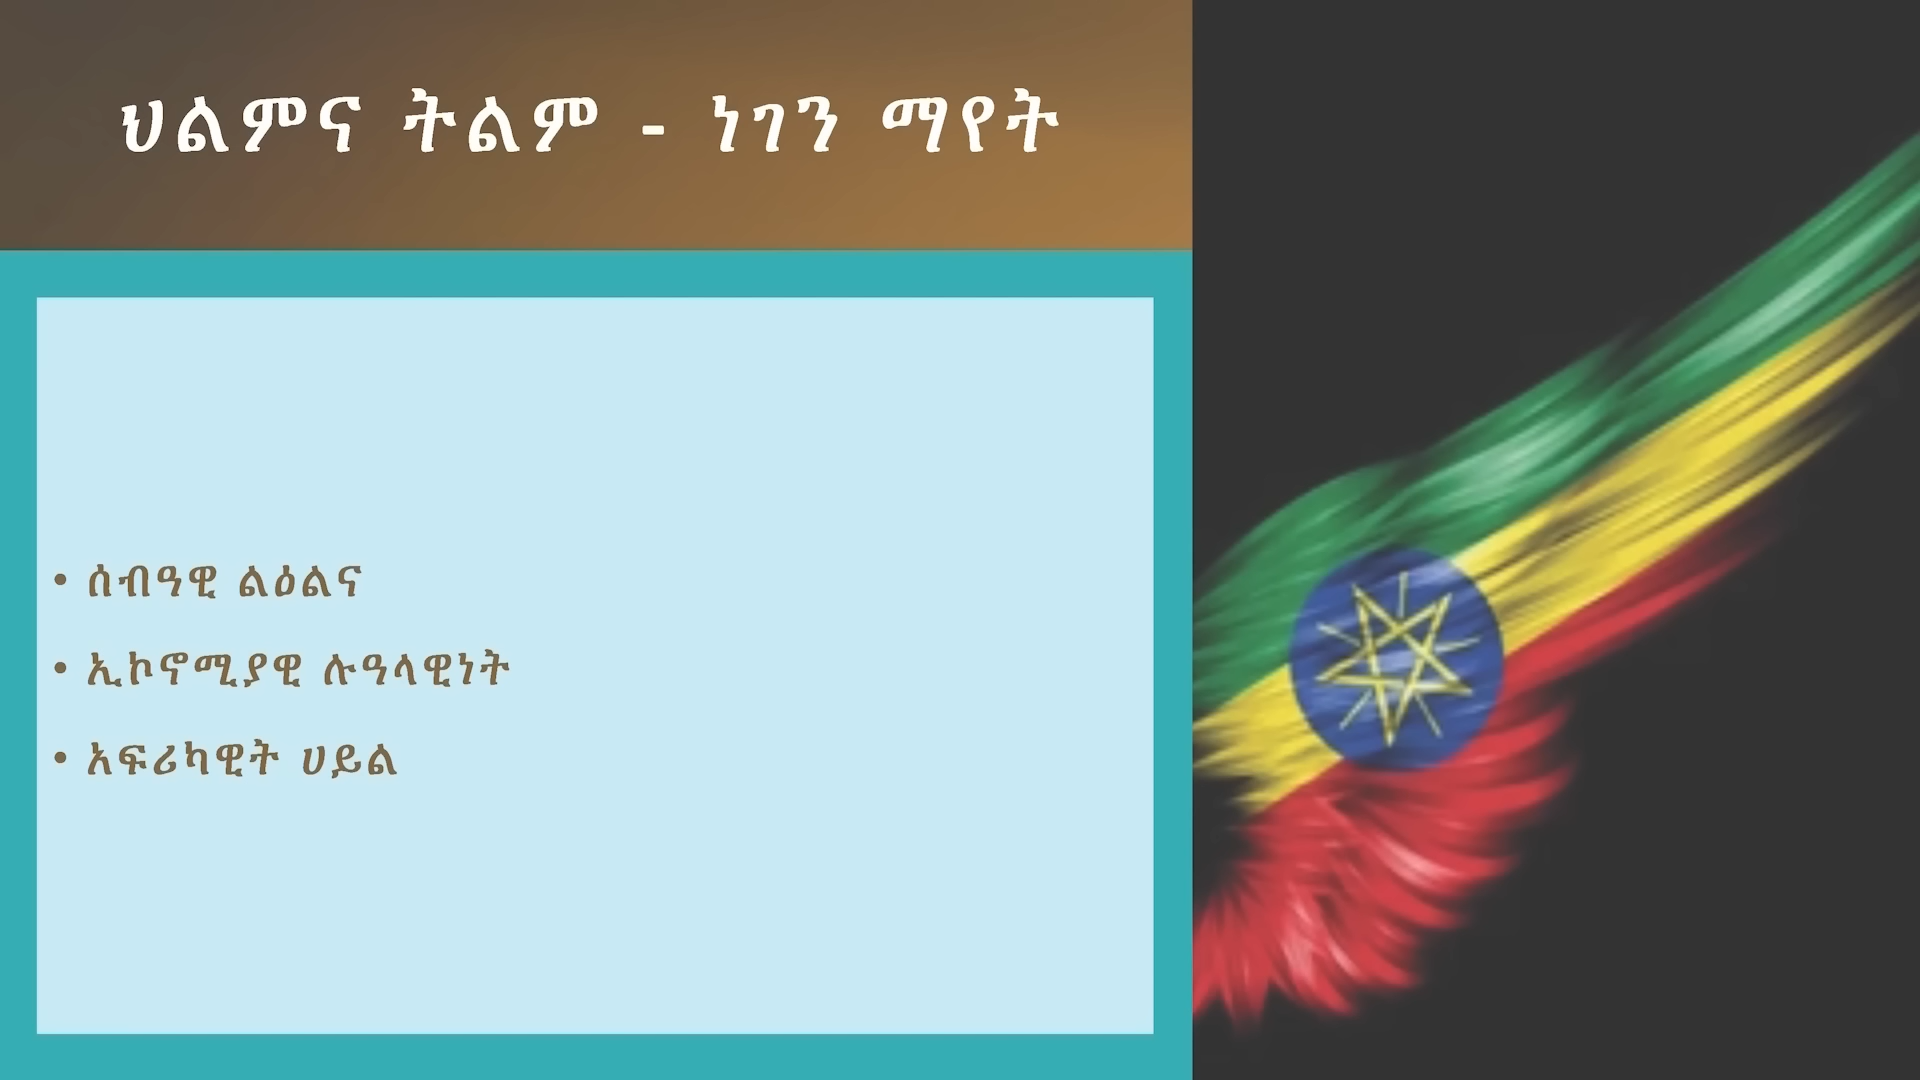 ህልምና ትልም - ነገን ማየት
• ሰብዓዊ ልዕልና
• ኢኮኖሚያዊ ሉዓላዊነት
• አፍሪካዊት ሀይል